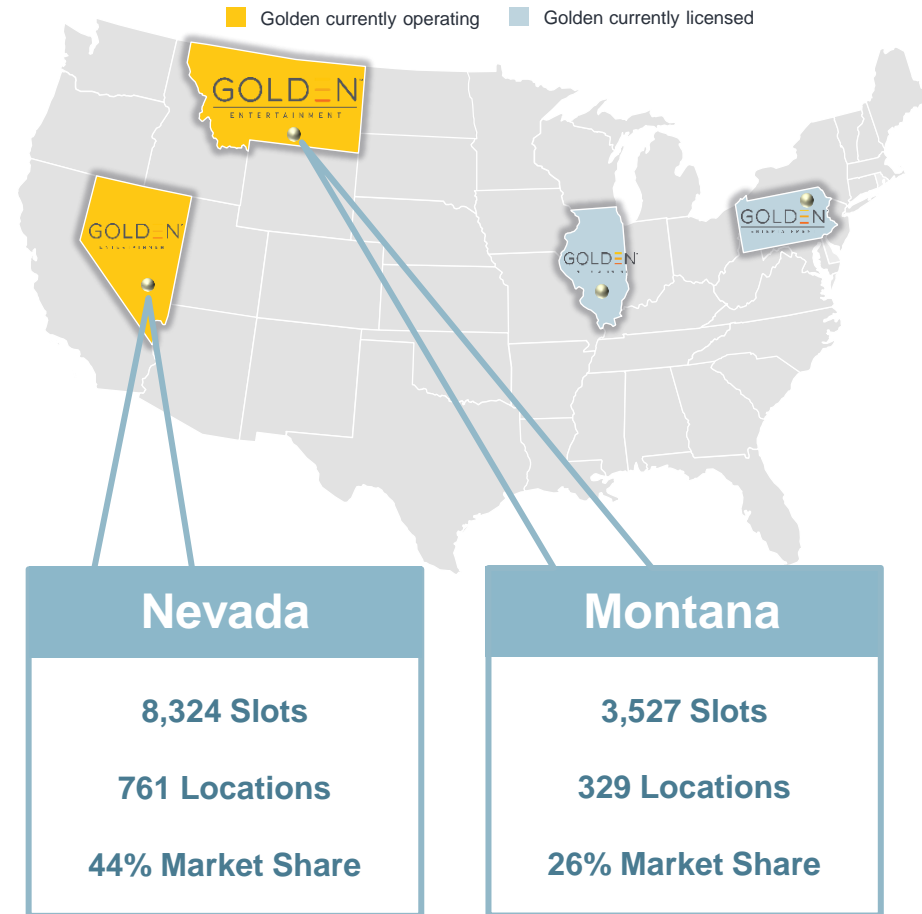 Golden currently operating
Golden currently licensed
GOLDEN
ENTERTAINMENT
GOLDEN
GOLDEN
GOLDEN
Nevada
8,324 Slots
761 Locations
44% Market Share
Montana
3,527 Slots
329 Locations
26% Market Share